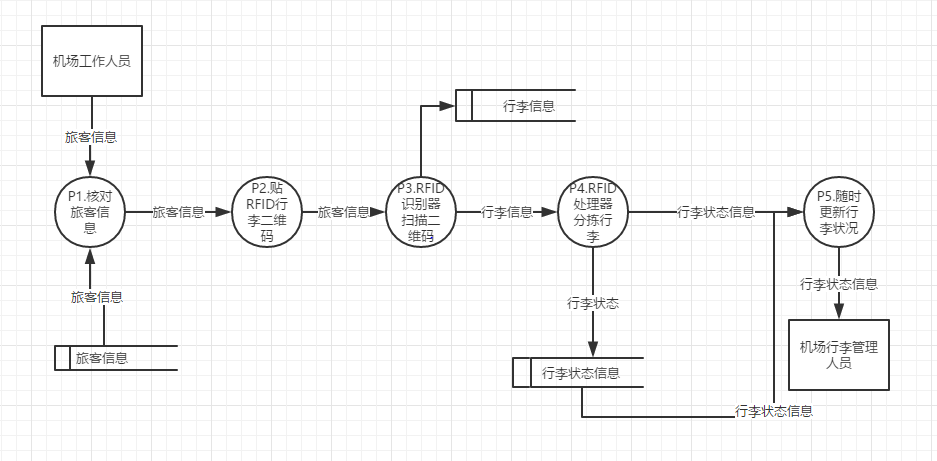 机场工作人员
旅客信息
行李信息
P1.核对
旅客信
息
旅客信息
P2.贴
RFID行
李二维
码
旅客信息
P3.RFID
识别器
扫描二
维码
行李信息
P4.RFID
处理器
分拣行
李
行李状态信息
P5.随时
更新行
李状况
旅客信息
行李状态
行李状态信息
旅客信息
行李状态信息
机场行李管理
人员
行李状态信息